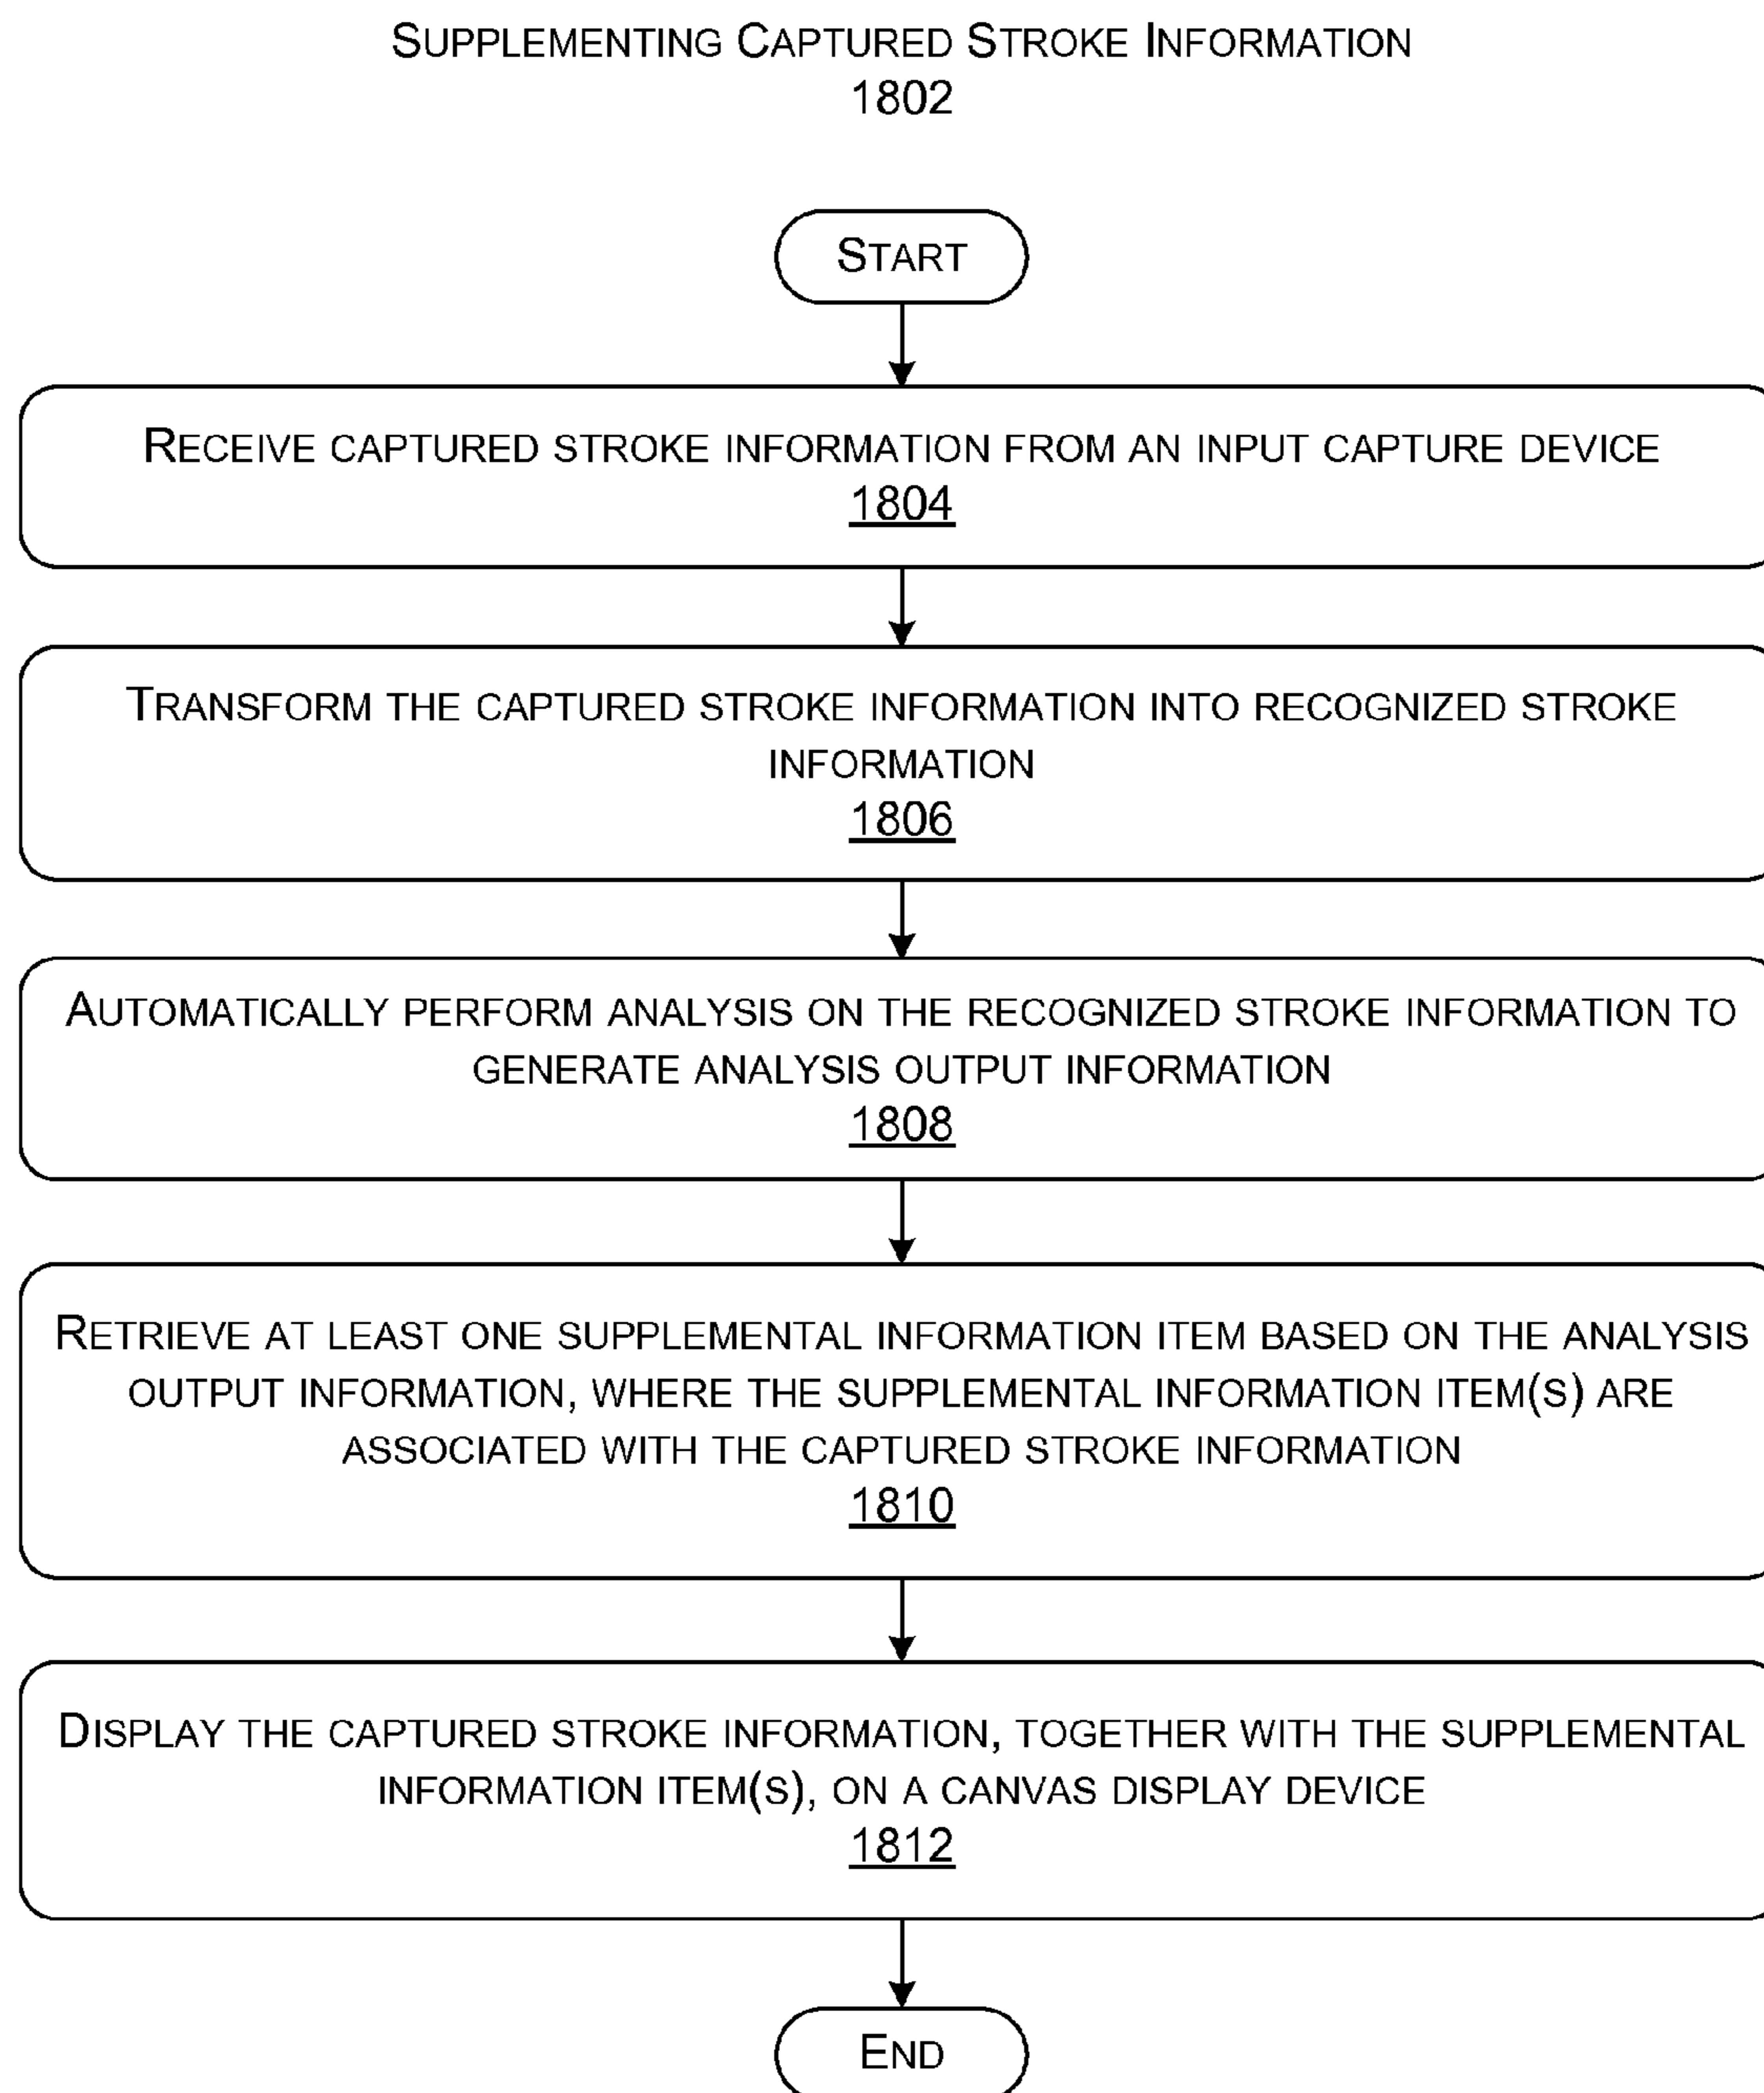 SUPPLEMENTING CAPTURED STROKE INFORMATION
1802
START
RECEIVE CAPTURED STROKE INFORMATION FROM AN INPUT CAPTURE DEVICE
1804
TRANSFORM THE CAPTURED STROKE INFORMATION INTO RECOGNIZED STROKE
INFORMATION
1806
AUTOMATICALLY PERFORM ANALYSIS ON THE RECOGNIZED STROKE INFORMATION TO
GENERATE ANALYSIS OUTPUT INFORMATION
1808
RETRIEVE AT LEAST ONE SUPPLEMENTAL INFORMATION ITEM BASED ON THE ANALYSIS
OUTPUT INFORMATION, WHERE THE SUPPLEMENTAL INFORMATION ITEM(S) ARE
ASSOCIATED WITH THE CAPTURED STROKE INFORMATION
1810
DISPLAY THE CAPTURED STROKE INFORMATION, TOGETHER WITH THE SUPPLEMENTAL
INFORMATION ITEM(S), ON A CANVAS DISPLAY DEVICE
1812
END